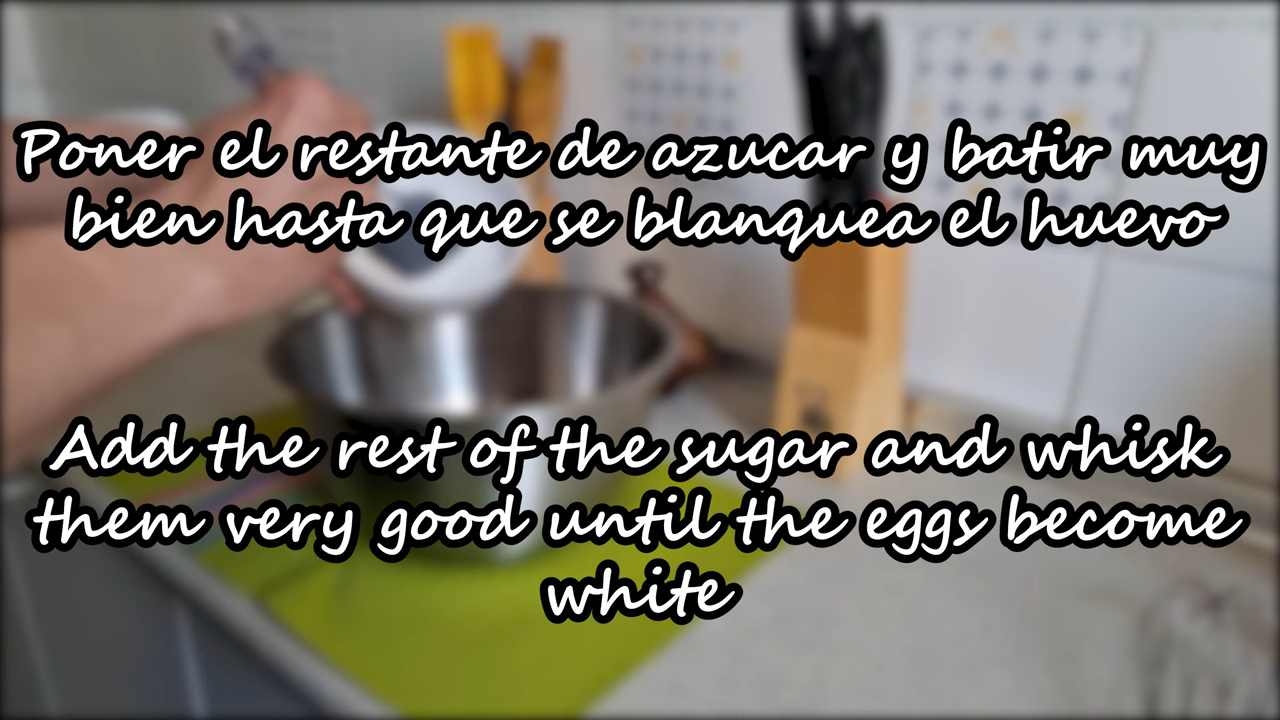 Poner el restante de azucar y batir muy
bien hasta que se blanquea el huevo
Add the rest of the sugar and whisk
them very good until the eggs become
white